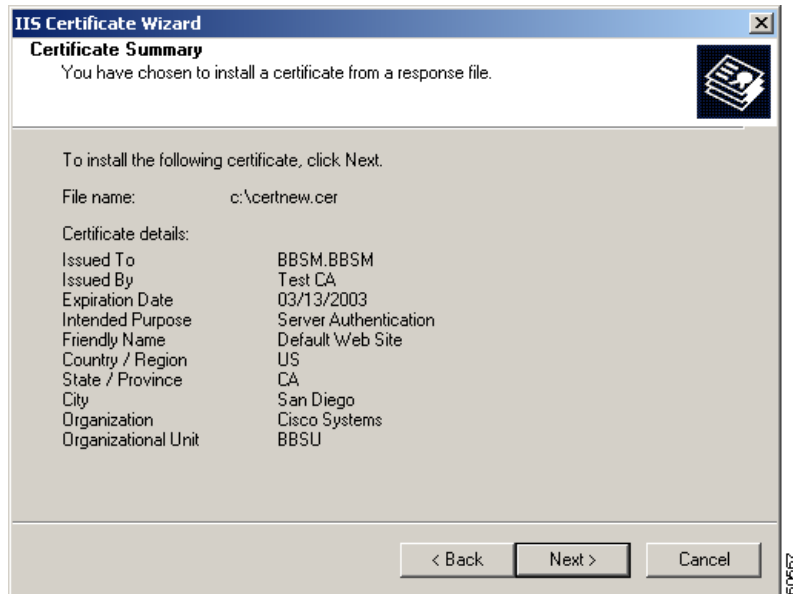 IIS Certificate Wizard
Certificate Summary
You have chosen to install a certificate from a response file.
To install the following certificate, click Next.
File name: c:\certnew.cer
Certificate details:
Issued To BBSM.BBSM
Issued By Test CA
Expiration Date 03/13/2003
Intended Purpose Server Authentication
Friendly Name Default Web Site
Country / Region US
State / Province CA
City San Diego
Organization Cisco Systems
Organizational Unit BBSU
< Back Next > Cancel
60667